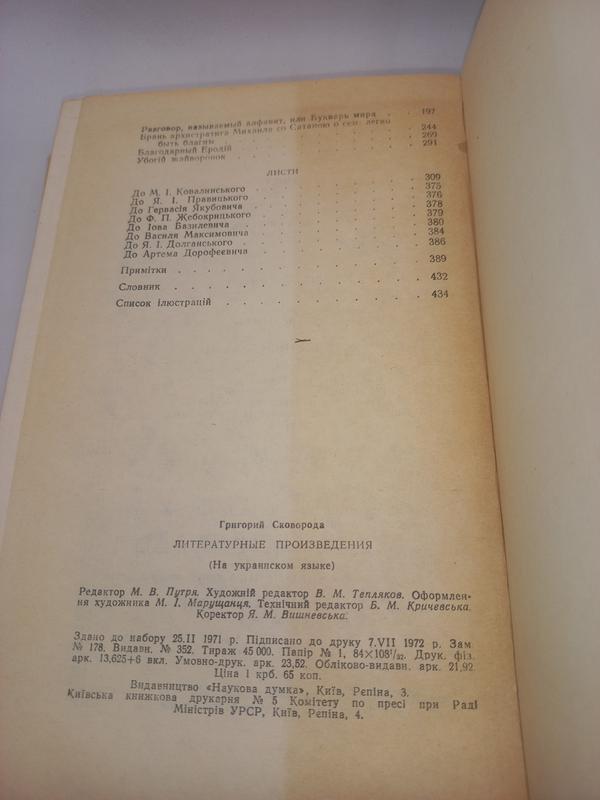 Разговор, называемый алфавит, или Букварь мира . . 197
Брань архистратига Михаила со Сатаною о сем: легко
быть благим . . . . . . . . 244
Благодарный Еродій . . . . . . . . 269
Убогій жайворонок . . . . . . . . 291
ЛИСТИ
До М. І. Ковалинського . . . . . . . . 309
До Я. І. Правицького . . . . . . . . 375
До Гервасія Якубовича . . . . . . . . 376
До Ф. П. Жебокрицького . . . . . . . . 378
До Іова Базилевича . . . . . . . . 379
До Василя Максимовича . . . . . . . . 380
До Я. І. Долганського . . . . . . . . 384
До Артема Дорофеєвича . . . . . . . . 386
Примітки . . . . . . . . 389
Словник . . . . . . . . 432
Список ілюстрацій . . . . . . . . 434
Григорий Сковорода
ЛИТЕРАТУРНЫЕ ПРОИЗВЕДЕНИЯ
(На украинском языке)
Редактор М. В. Путря. Художній редактор В. М. Тепляков. Оформлен-
ня художника М. І. Марущанця. Технічний редактор Б. М. Кричевська.
Коректор Я. М. Вишневська.
Здано до набору 25.II 1971 р. Підписано до друку 7.VII 1972 р. Зам.
№ 178. Видавн. № 352. Тираж 45 000. Папір № 1, 84×108¹/₃₂. Друк. фіз.
арк. 13,625+6 вкл. Умовно-друк. арк. 23,52. Обліково-видавн. арк. 21,92.
Ціна 1 крб. 65 коп.
Видавництво «Наукова думка», Київ, Рєпіна, 3.
Київська книжкова друкарня № 5 Комітету по пресі при Раді
Міністрів УРСР, Київ, Рєпіна, 4.